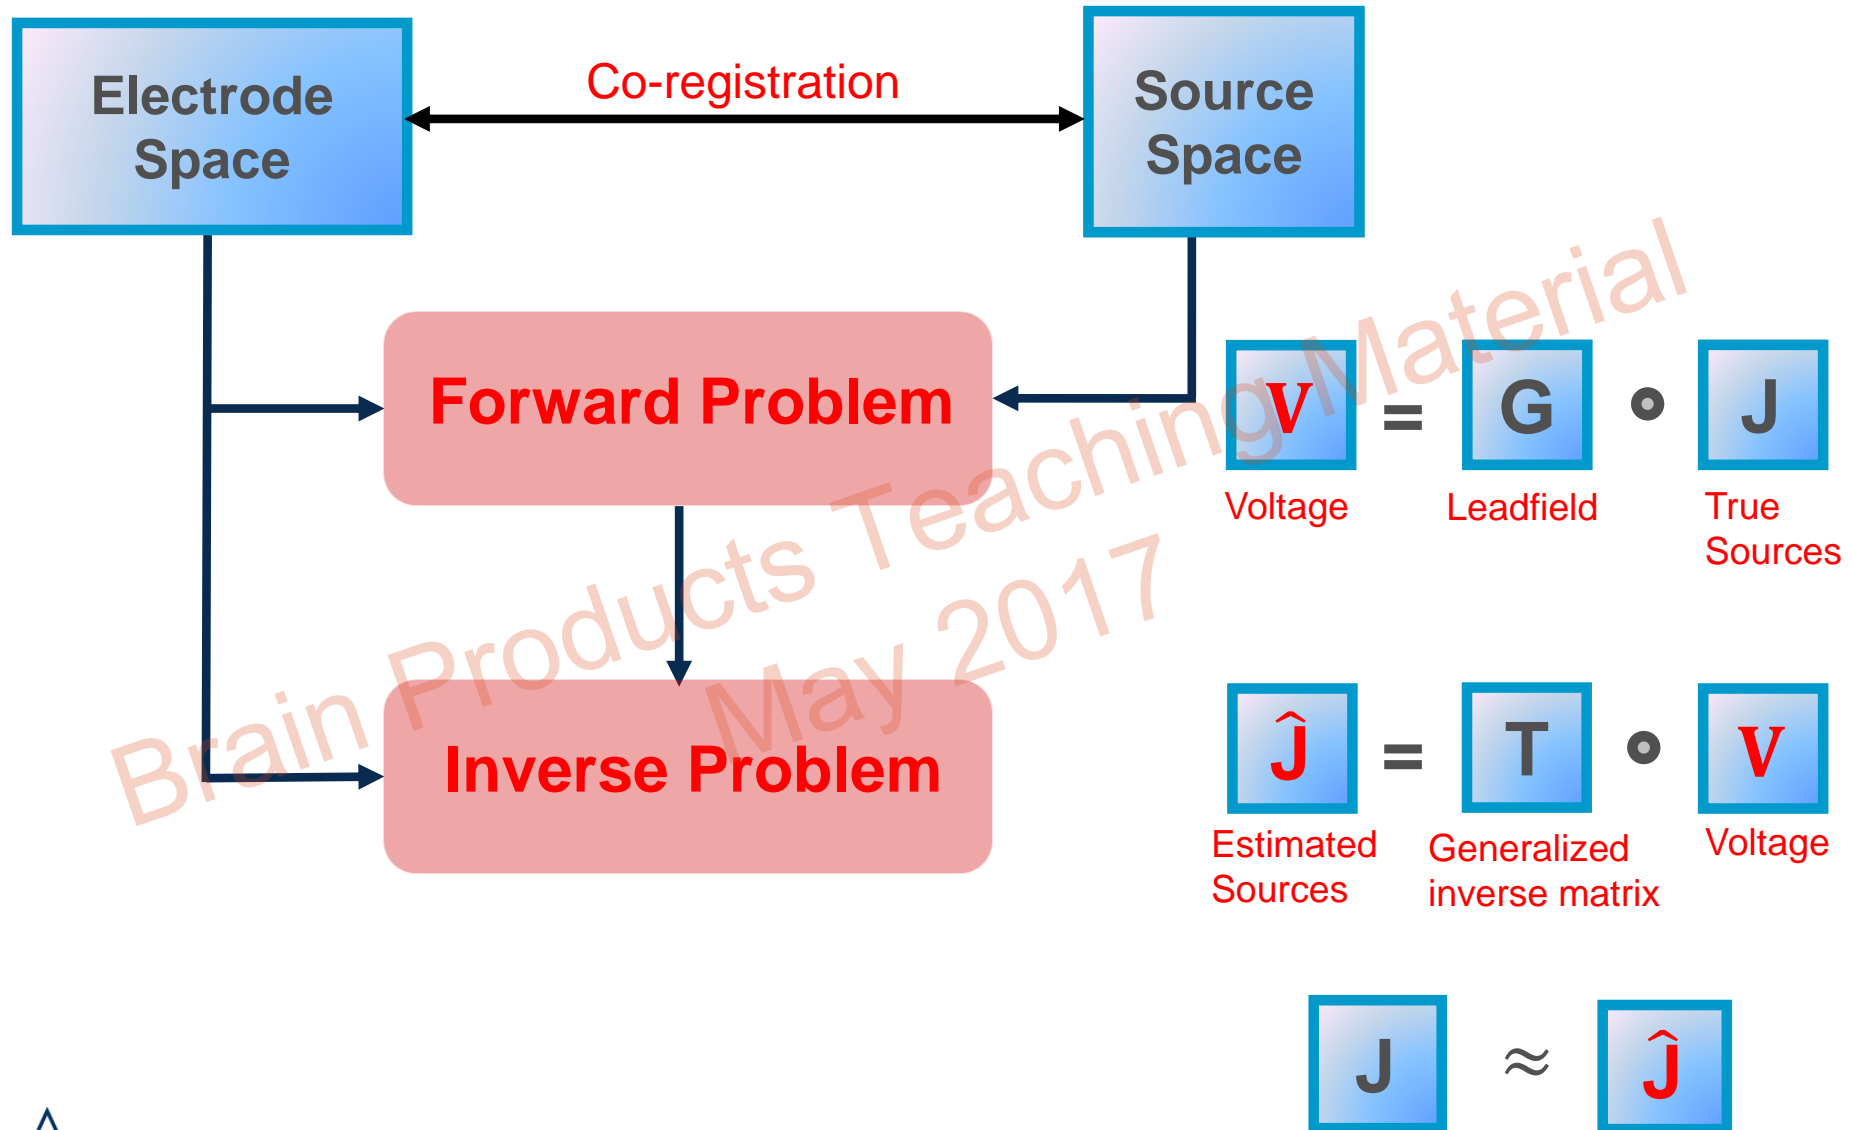 Electrode
Space
Co-registration
Source
Space
Forward Problem
V = G • J
Voltage
Leadfield
True
Sources
Inverse Problem
Ĵ = T • V
Estimated
Sources
Generalized
inverse matrix
Voltage
J ≈ Ĵ
Brain Products Teaching Material
May 2017